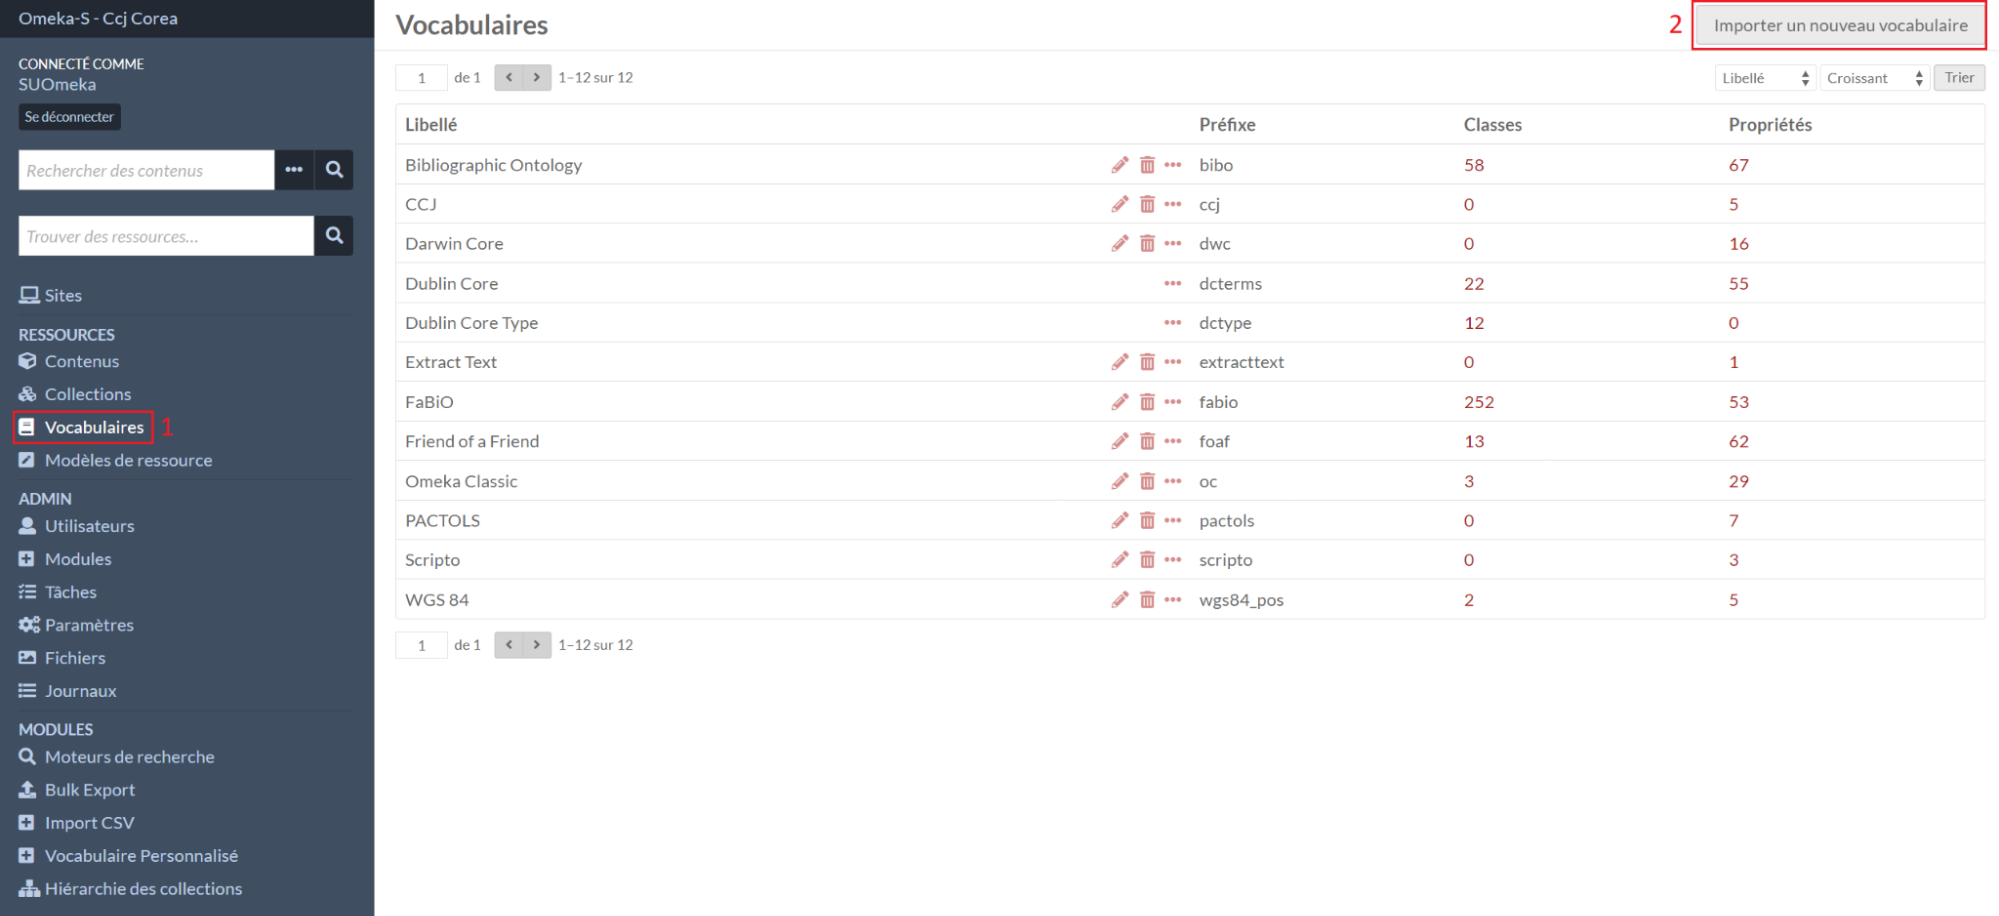 Omeka-S - Ccj Corea
CONNECTÉ COMME
SUOmeka
Se déconnecter
Rechercher des contenus
Trouver des ressources...
Sites
RESSOURCES
Contenus
Collections
Vocabulaires 1
Modèles de ressource
ADMIN
Utilisateurs
Modules
Tâches
Paramètres
Fichiers
Journaux
MODULES
Moteurs de recherche
Bulk Export
Import CSV
Vocabulaire Personnalisé
Hiérarchie des collections
Vocabulaires
2 Importer un nouveau vocabulaire
1 de 1 1–12 sur 12 Libellé Croissant Trier
Libellé Préfixe Classes Propriétés
Bibliographic Ontology bibo 58 67
CCJ ccj 0 5
Darwin Core dwc 0 16
Dublin Core dcterms 22 55
Dublin Core Type dctype 12 0
Extract Text extracttext 0 1
FaBiO fabio 252 53
Friend of a Friend foaf 13 62
Omeka Classic oc 3 29
PACTOLS pactols 0 7
Scripto scripto 0 3
WGS 84 wgs84_pos 2 5
1 de 1 1–12 sur 12